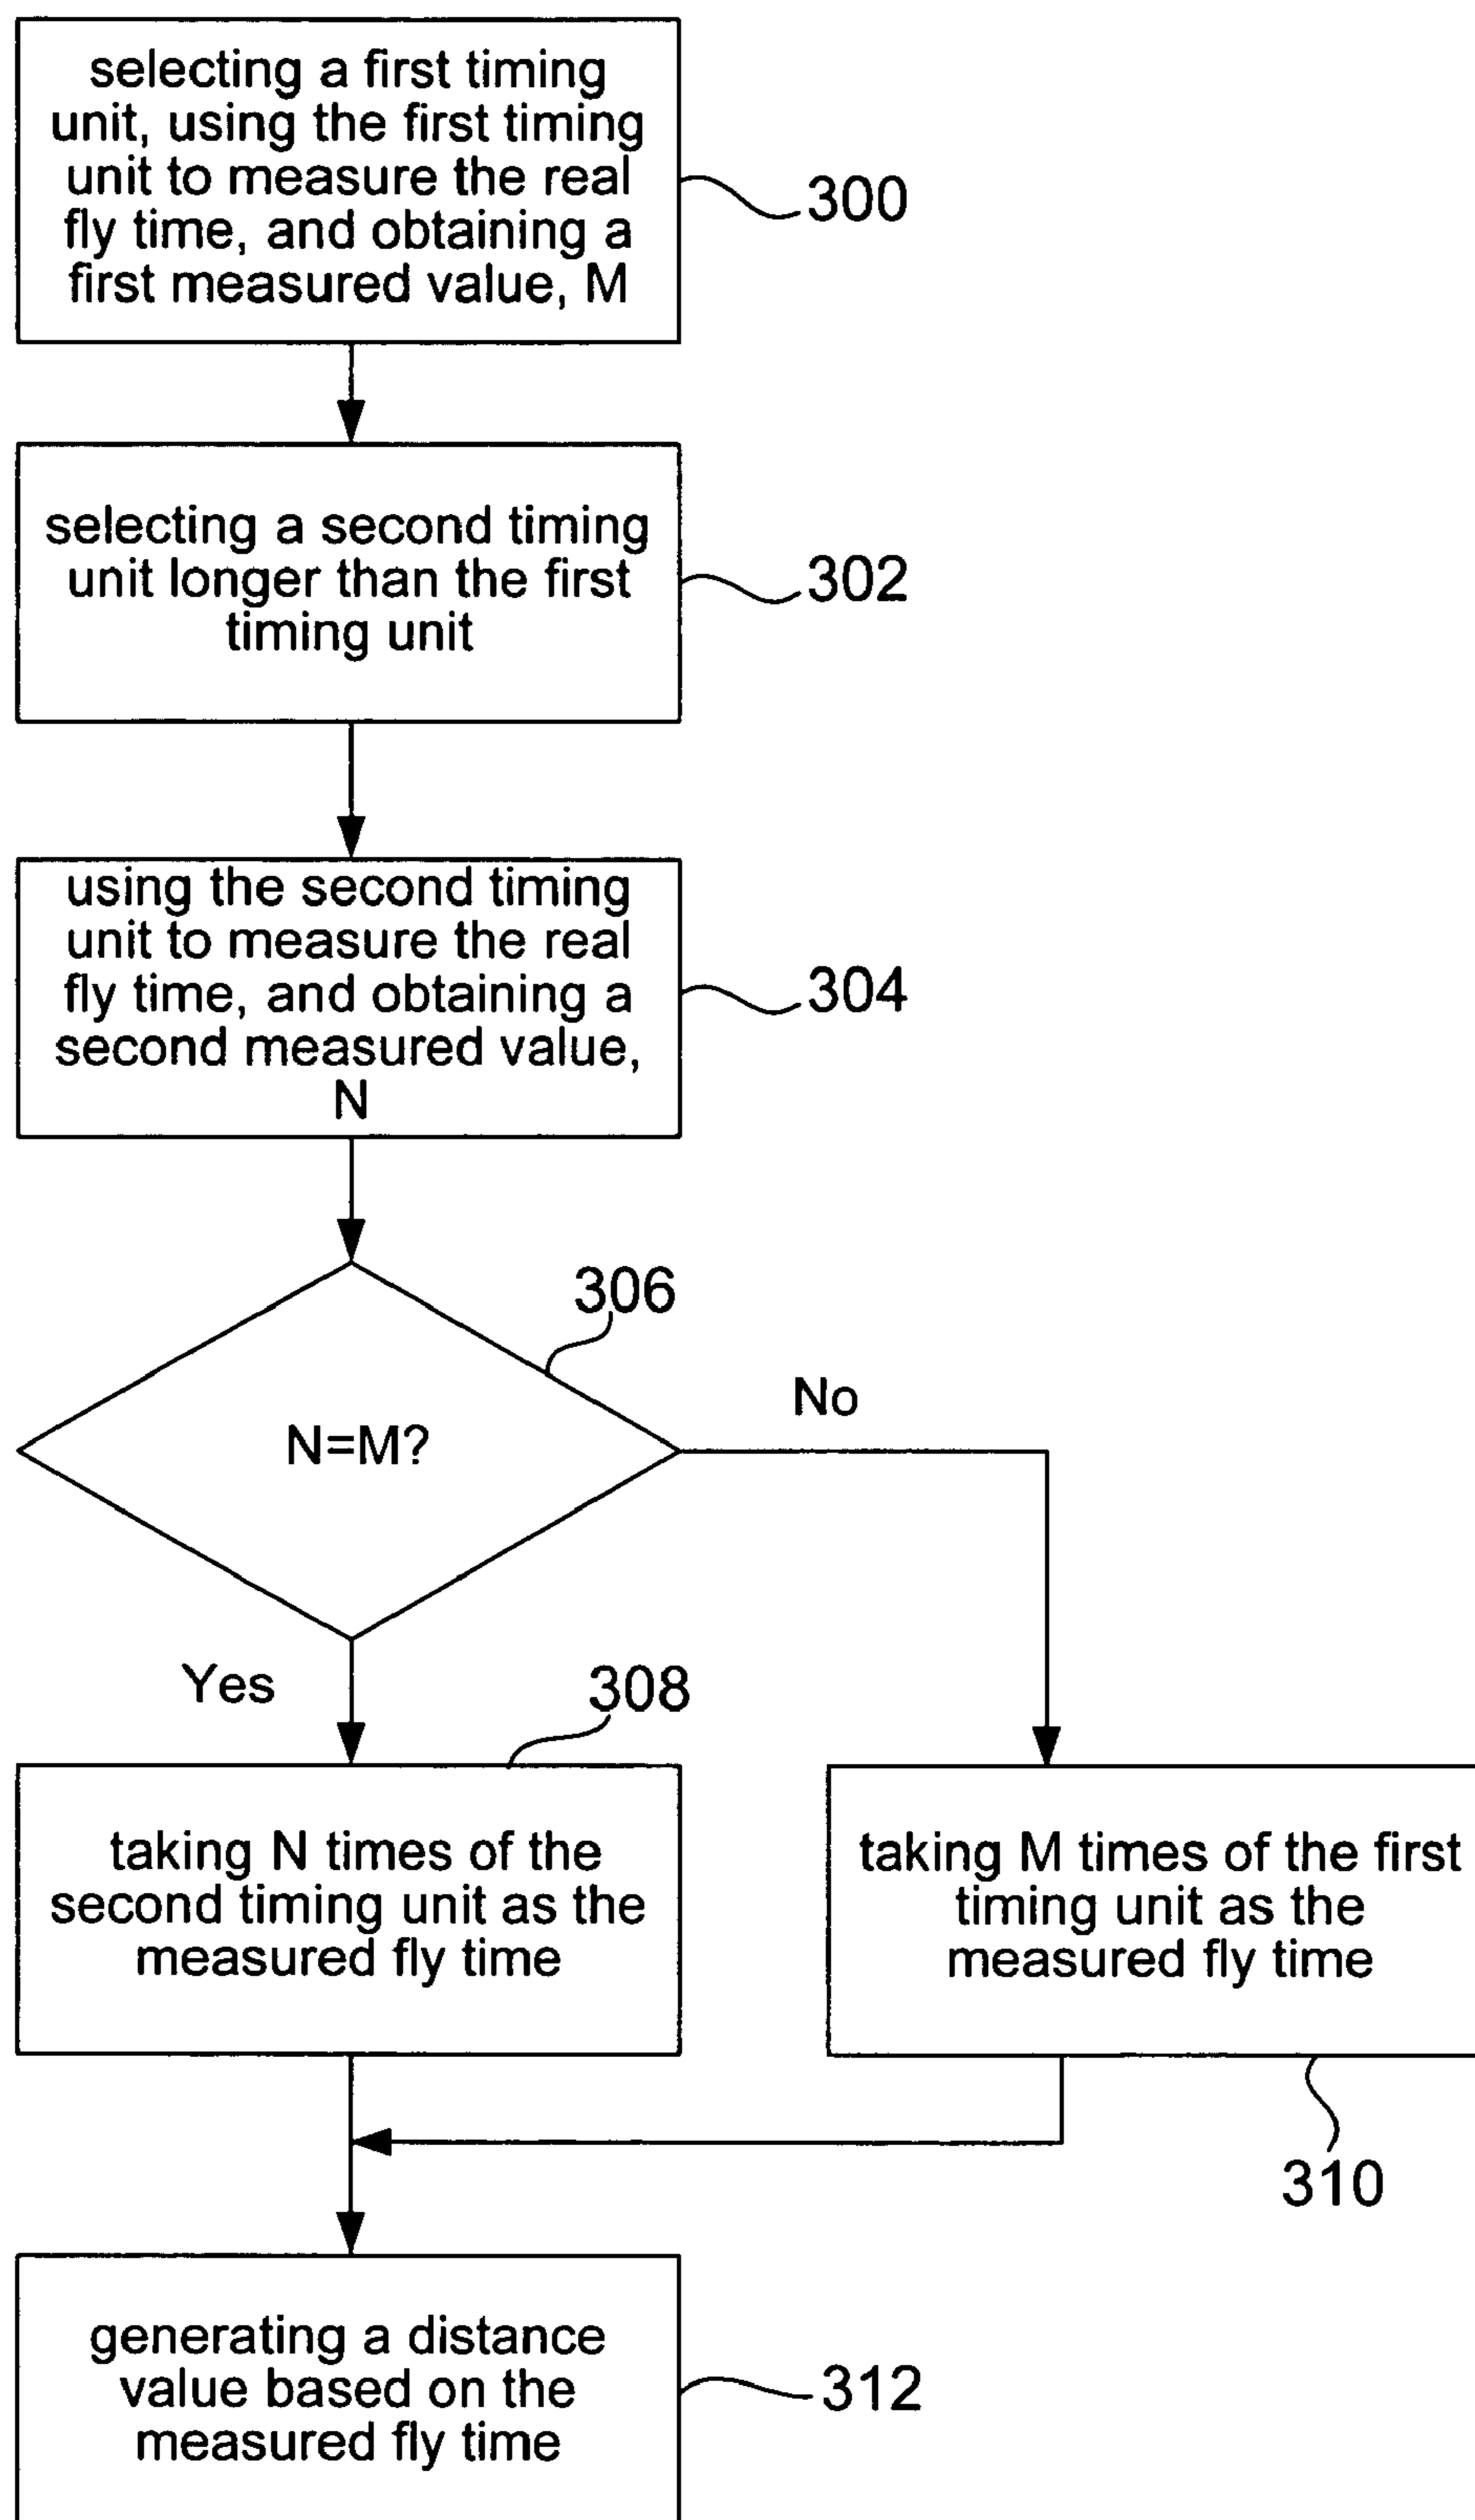 selecting a first timing
unit, using the first timing
unit to measure the real
fly time, and obtaining a
first measured value, M
300
selecting a second timing
unit longer than the first
timing unit
302
using the second timing
unit to measure the real
fly time, and obtaining a
second measured value,
N
304
306
N=M?
No
Yes
308
taking N times of the
second timing unit as the
measured fly time
taking M times of the first
timing unit as the
measured fly time
310
generating a distance
value based on the
measured fly time
312